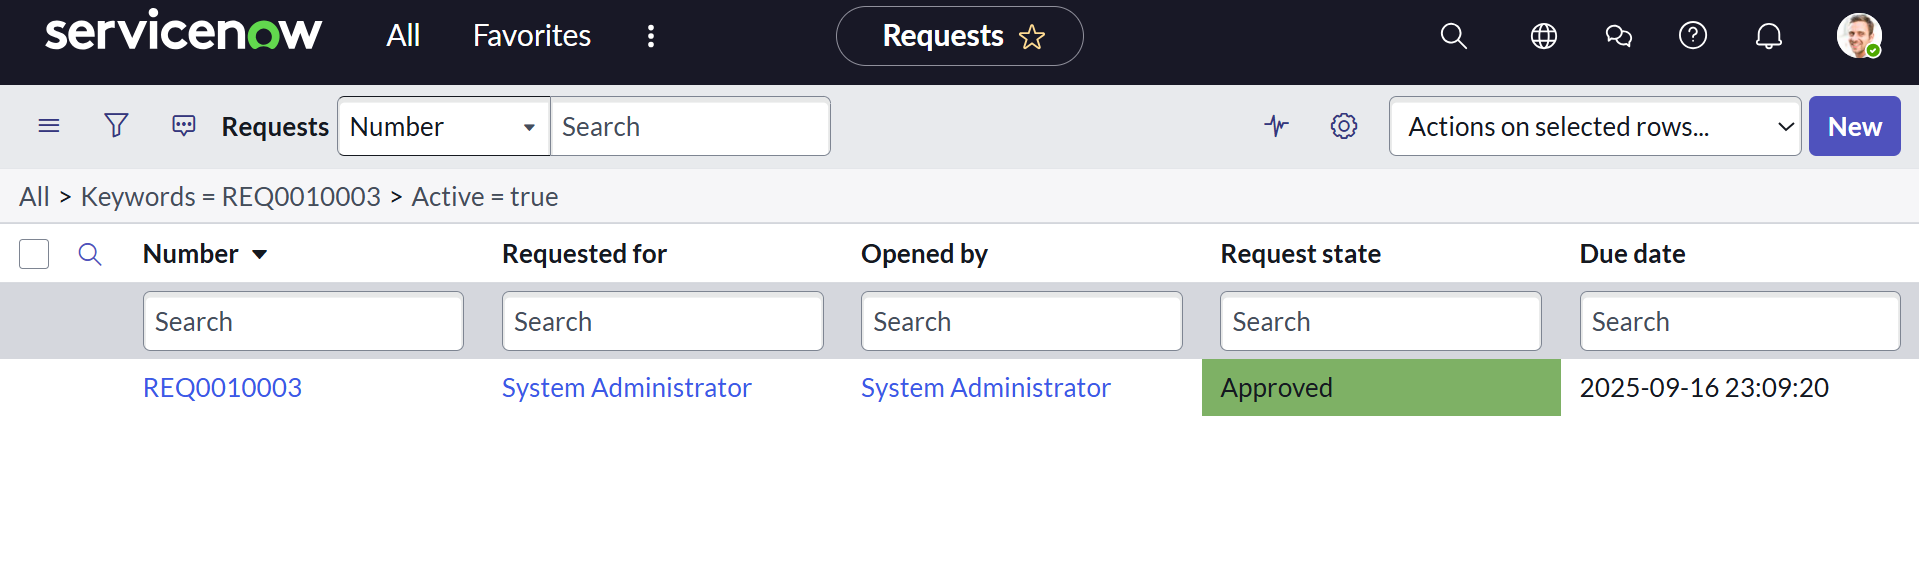 servicenow All Favorites Requests
Requests Number Search Actions on selected rows... New
All > Keywords = REQ0010003 > Active = true
Number Requested for Opened by Request state Due date
Search Search Search Search Search
REQ0010003 System Administrator System Administrator Approved 2025-09-16 23:09:20